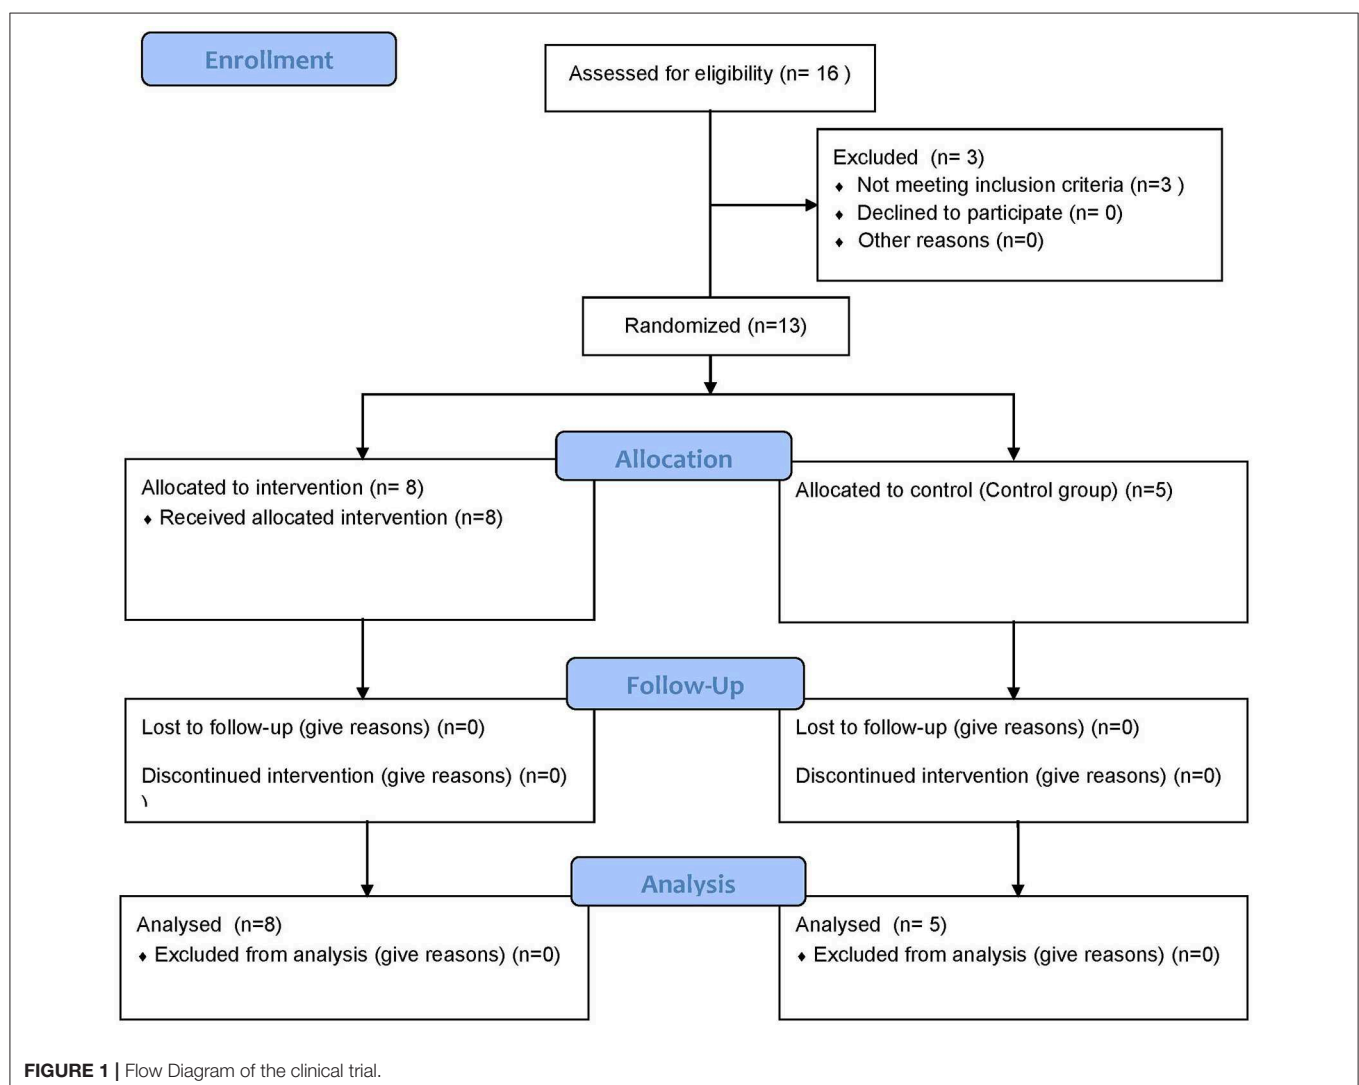 Enrollment
Assessed for eligibility (n= 16 )
Excluded  (n= 3)
♦ Not meeting inclusion criteria (n=3 )
♦ Declined to participate (n= 0)
♦ Other reasons (n=0)
Randomized (n=13)
Allocation
Allocated to intervention (n= 8)
♦ Received allocated intervention (n=8)
Allocated to control (Control group) (n=5)
Follow-Up
Lost to follow-up (give reasons) (n=0)
Discontinued intervention (give reasons) (n=0)
)
Lost to follow-up (give reasons) (n=0)
Discontinued intervention (give reasons) (n=0)
Analysis
Analysed  (n=8)
♦ Excluded from analysis (give reasons) (n=0)
Analysed  (n= 5)
♦ Excluded from analysis (give reasons) (n=0)
FIGURE 1 | Flow Diagram of the clinical trial.